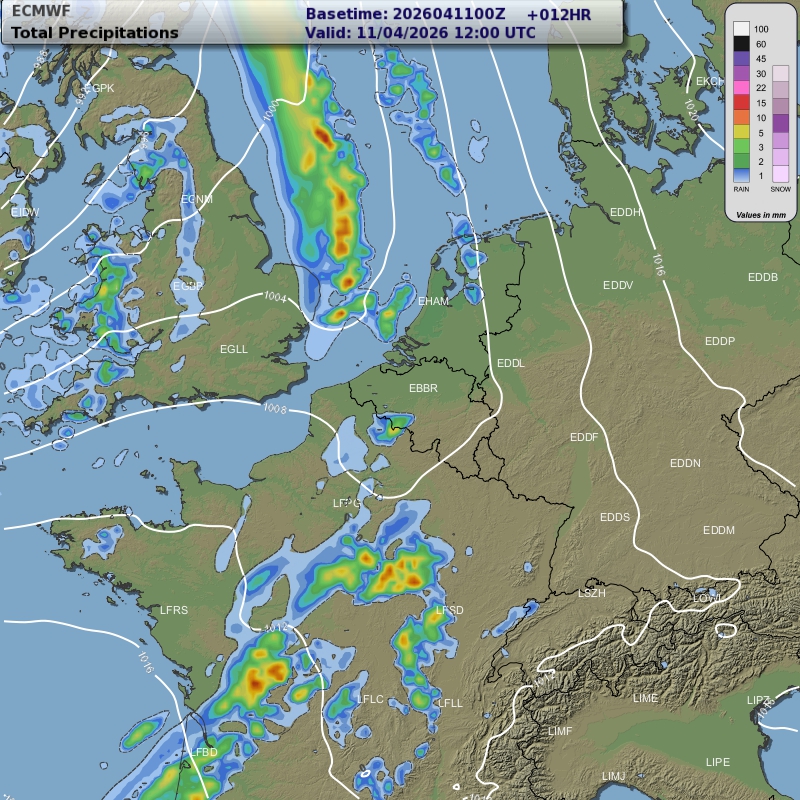 ECMWF
Basetime: 2026041100Z +012HR
Total Precipitations
Valid: 11/04/2026 12:00 UTC
100
60
45
30
22
15
10
5
3
2
1
RAIN SNOW
Values in mm
EGPK
EKCH
1020
1000
EIDW
EGNM
EDDH
1016
EGBB
1004
EHAM
EDDV
EDDB
EGLL
EDDL
EDDP
EBBR
1008
EDDF
EDDN
LFPG
EDDS
EDDM
LFRS
LFSD
LSZH
LOWI
1012
1016
1012
LFLC
LFLL
LIME
LIPZ
LIMF
LFBD
LIPE
LIMJ